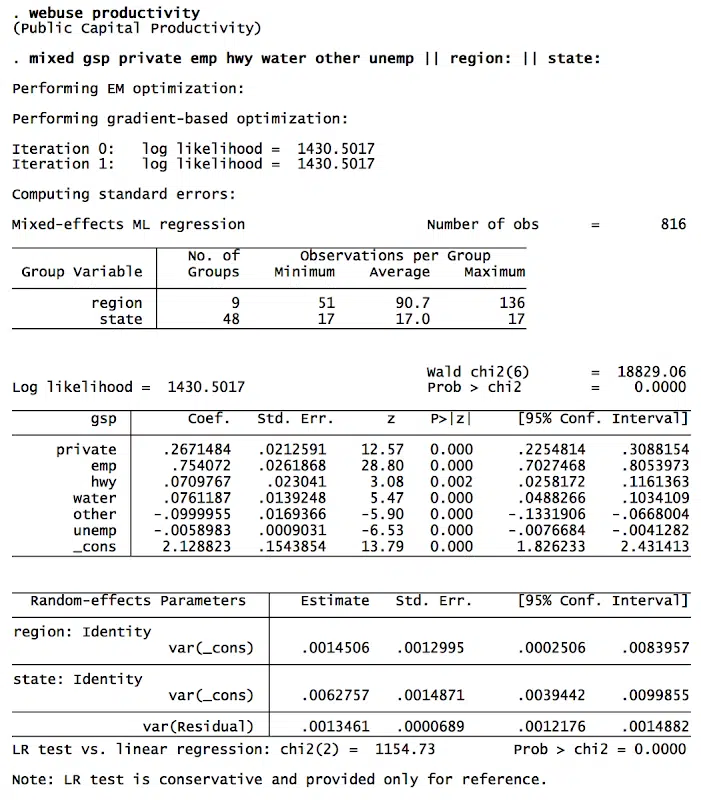 . webuse productivity
(Public Capital Productivity)
. mixed gsp private emp hwy water other unemp || region: || state:
Performing EM optimization:
Performing gradient-based optimization:
Iteration 0:   log likelihood =  1430.5017
Iteration 1:   log likelihood =  1430.5017
Computing standard errors:
Mixed-effects ML regression                     Number of obs      =       816
No. of       Observations per Group
Group Variable     Groups    Minimum    Average    Maximum
region          9         51       90.7        136
state         48         17       17.0         17
Wald chi2(6)       =  18829.06
Log likelihood =  1430.5017                     Prob > chi2        =    0.0000
gsp      Coef.   Std. Err.      z    P>|z|     [95% Conf. Interval]
private   .2671484   .0212591    12.57   0.000     .2254814    .3088154
emp    .754072   .0261868    28.80   0.000     .7027468    .8053973
hwy   .0709767    .023041     3.08   0.002     .0258172    .1161363
water   .0761187   .0139248     5.47   0.000     .0488266    .1034109
other  -.0999955   .0169366    -5.90   0.000    -.1331906   -.0668004
unemp  -.0058983   .0009031    -6.53   0.000    -.0076684   -.0041282
_cons   2.128823   .1543854    13.79   0.000     1.826233    2.431413
Random-effects Parameters      Estimate   Std. Err.     [95% Conf. Interval]
region: Identity
var(_cons)    .0014506   .0012995      .0002506    .0083957
state: Identity
var(_cons)    .0062757   .0014871      .0039442    .0099855
var(Residual)    .0013461   .0000689      .0012176    .0014882
LR test vs. linear regression: chi2(2) =  1154.73     Prob > chi2 = 0.0000
Note: LR test is conservative and provided only for reference.